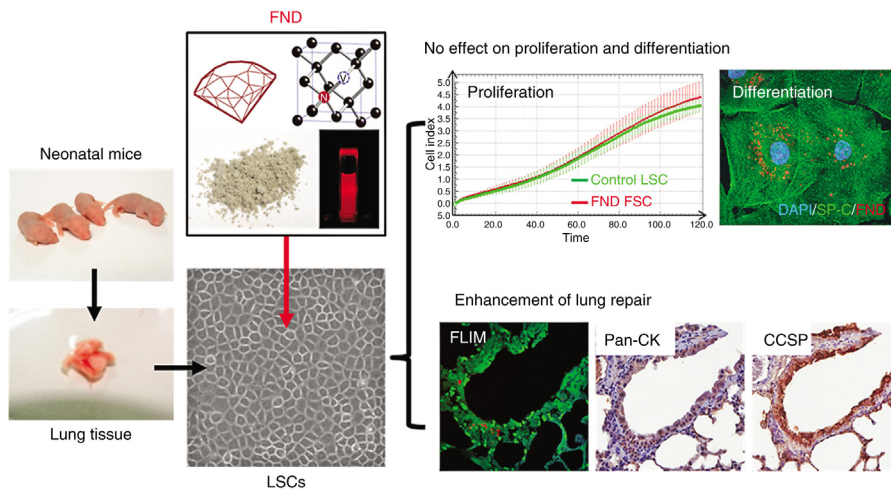 FND
V
N
Neonatal mice
Lung tissue
LSCs
No effect on proliferation and differentiation
Proliferation
Cell index
5.0
4.5
4.0
3.5
3.0
2.5
2.0
1.5
1.0
0.5
0.0
5.0
0.0
20.0
40.0
60.0
80.0
100.0
120.0
Time
Control LSC
FND FSC
Differentiation
DAPI/SP-C/FND
Enhancement of lung repair
FLIM
Pan-CK
CCSP